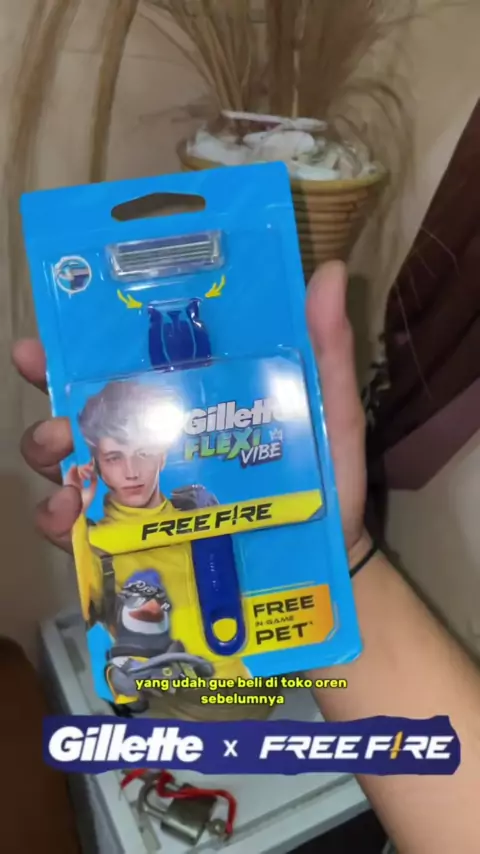 Gillette
FLEXI
VIBE
FREE FIRE
FREE
IN-GAME
PET*
yang udah gue beli di toko oren
sebelumnya
Gillette x FREE FIRE